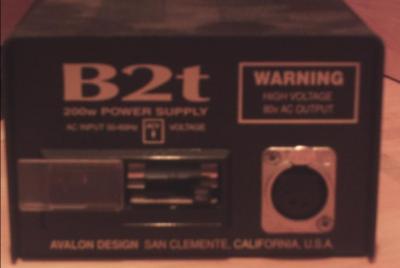 B2t
200w POWER SUPPLY
AC INPUT 50-60Hz VOLTAGE
WARNING
HIGH VOLTAGE
80v AC OUTPUT
AVALON DESIGN SAN CLEMENTE, CALIFORNIA, U.S.A.